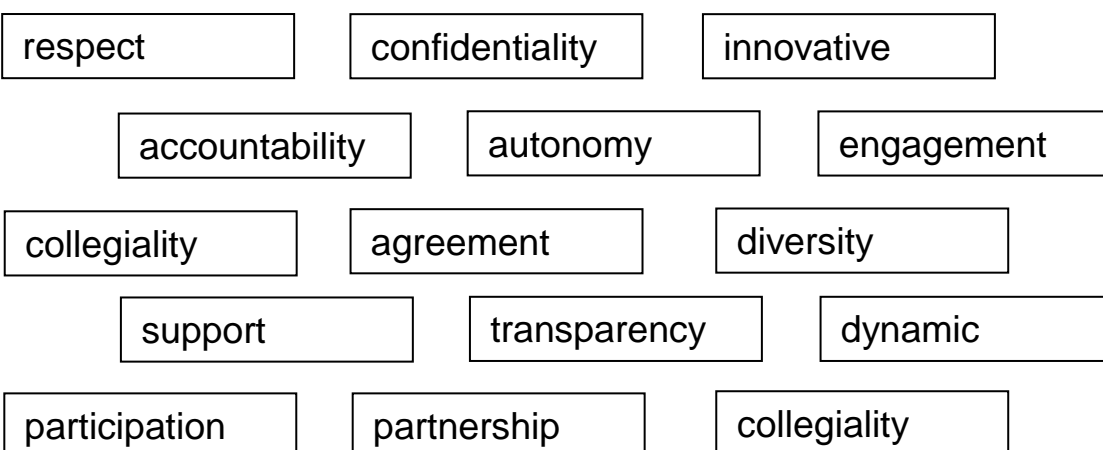 respect confidentiality innovative
accountability autonomy engagement
collegiality agreement diversity
support transparency dynamic
participation partnership collegiality